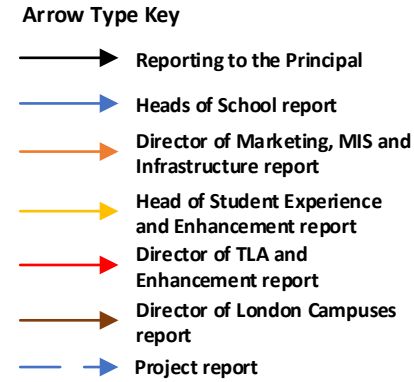 Arrow Type Key
Reporting to the Principal
Heads of School report
Director of Marketing, MIS and
Infrastructure report
Head of Student Experience
and Enhancement report
Director of TLA and
Enhancement report
Director of London Campuses
report
Project report